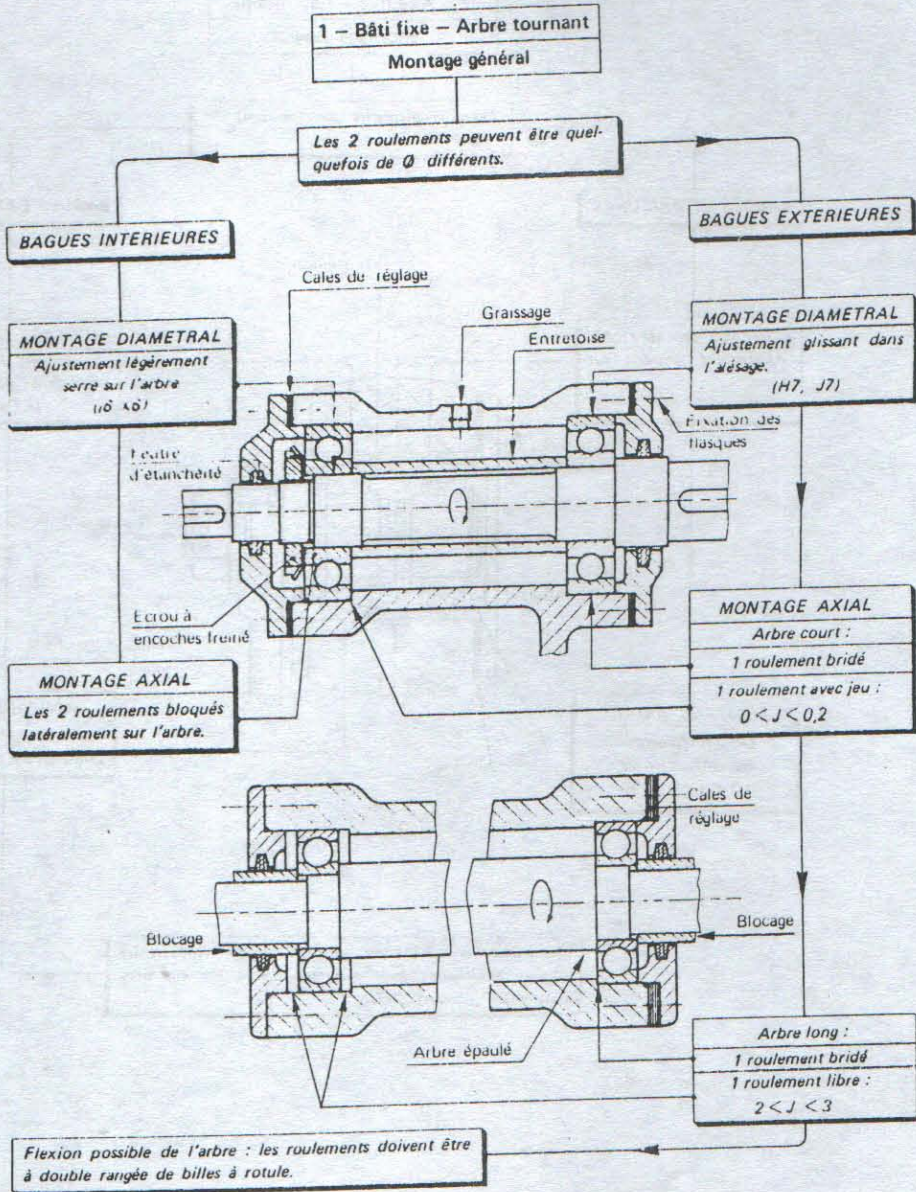 1 – Bâti fixe – Arbre tournant
Montage général
Les 2 roulements peuvent être quel-
quefois de Ø différents.
BAGUES INTERIEURES
BAGUES EXTERIEURES
MONTAGE DIAMETRAL
Ajustement légèrement
serré sur l'arbre
MONTAGE DIAMETRAL
Ajustement glissant dans
l'alésage.
(H7, J7)
Cales de réglage
Graissage
Entretoise
Fixation des
flasques
Feutre
d'étanchéité
Ecrou à
encoches freiné
MONTAGE AXIAL
Les 2 roulements bloqués
latéralement sur l'arbre.
MONTAGE AXIAL
Arbre court :
1 roulement bridé
1 roulement avec jeu :
0 < J < 0,2
Cales de
réglage
Blocage
Blocage
Arbre épaulé
Arbre long :
1 roulement bridé
1 roulement libre :
2 < J < 3
Flexion possible de l'arbre : les roulements doivent être
à double rangée de billes à rotule.